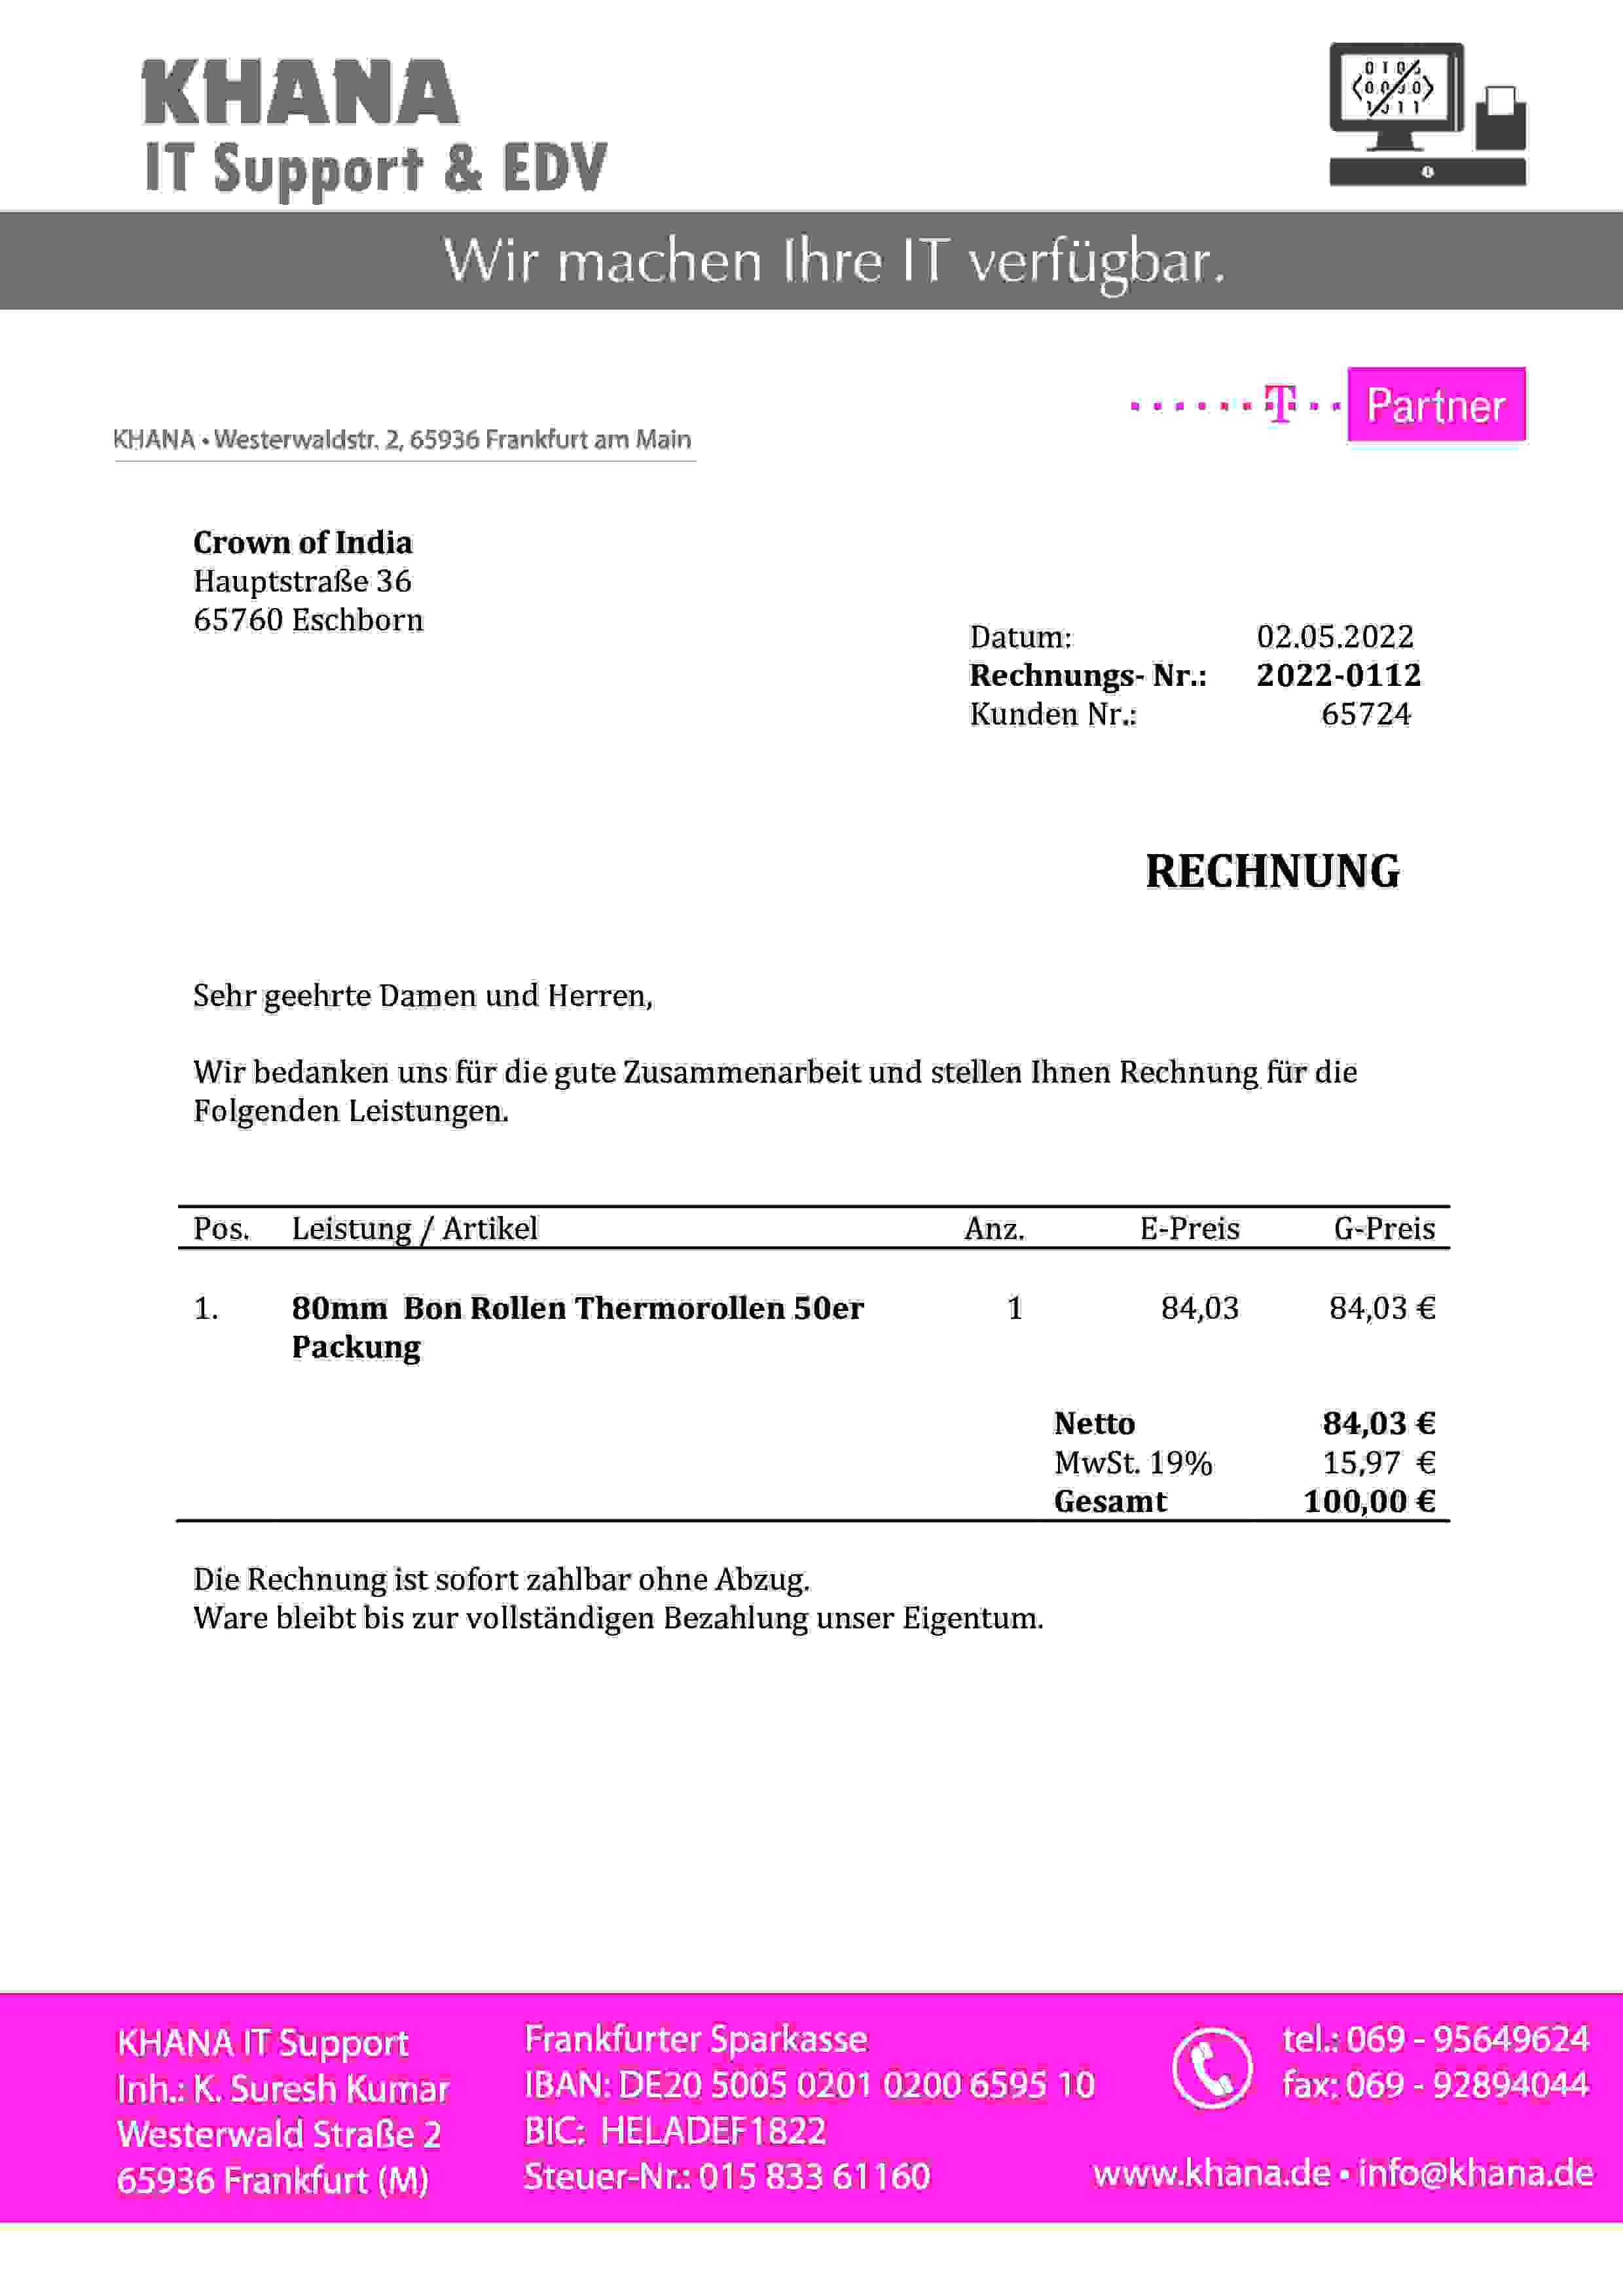 KHANA
IT Support & EDV
Wir machen Ihre IT verfügbar.
T Partner
KHANA • Westerwaldstr. 2, 65936 Frankfurt am Main
Crown of India
Hauptstraße 36
65760 Eschborn
Datum: 02.05.2022
Rechnungs- Nr.: 2022-0112
Kunden Nr.: 65724
RECHNUNG
Sehr geehrte Damen und Herren,
Wir bedanken uns für die gute Zusammenarbeit und stellen Ihnen Rechnung für die
Folgenden Leistungen.
Pos. Leistung / Artikel Anz. E-Preis G-Preis
1. 80mm Bon Rollen Thermorollen 50er 1 84,03 84,03 €
Packung
Netto 84,03 €
MwSt. 19% 15,97 €
Gesamt 100,00 €
Die Rechnung ist sofort zahlbar ohne Abzug.
Ware bleibt bis zur vollständigen Bezahlung unser Eigentum.
KHANA IT Support
Inh.: K. Suresh Kumar
Westerwald Straße 2
65936 Frankfurt (M)
Frankfurter Sparkasse
IBAN: DE20 5005 0201 0200 6595 10
BIC: HELADEF1822
Steuer-Nr.: 015 833 61160
tel.: 069 - 95649624
fax: 069 - 92894044
www.khana.de • info@khana.de